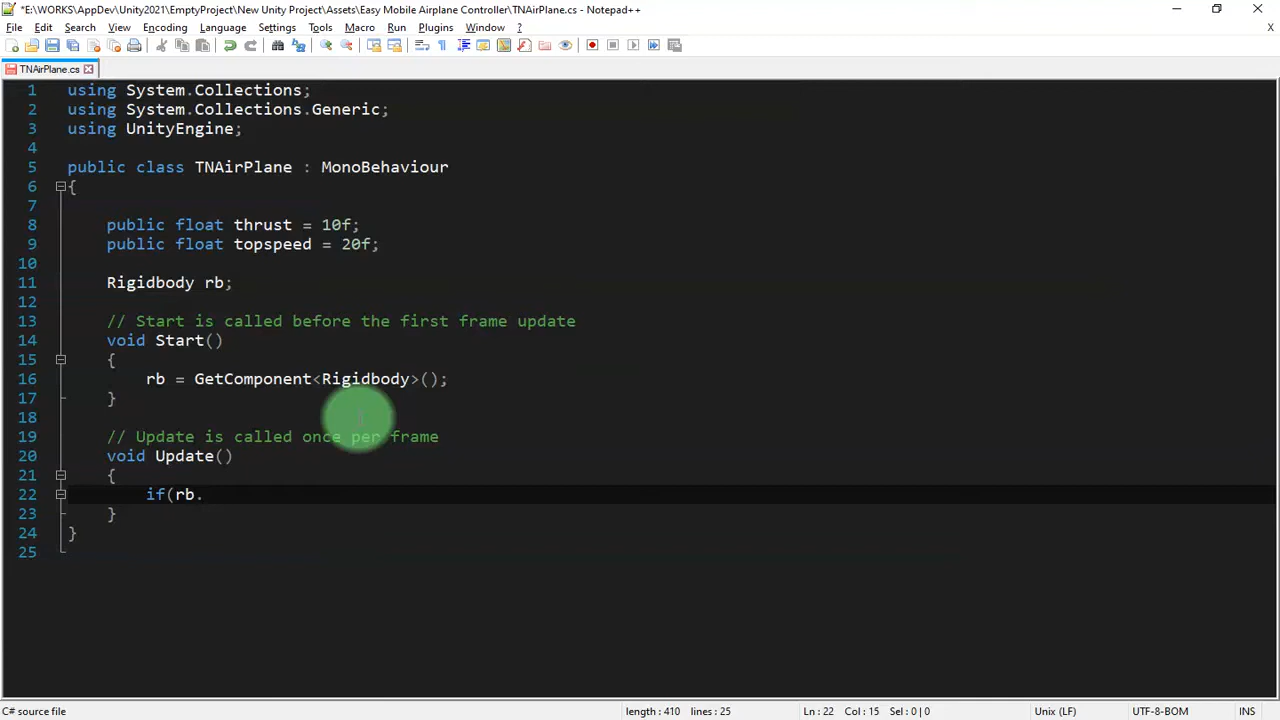 *E:\WORKS\AppDev\Unity2021\EmptyProject\New Unity Project\Assets\Easy Mobile Airplane Controller\TNAirPlane.cs - Notepad++
File Edit Search View Encoding Language Settings Tools Macro Run Plugins Window ? X
TNAirPlane.cs
1 using System.Collections;
2 using System.Collections.Generic;
3 using UnityEngine;
4
5 public class TNAirPlane : MonoBehaviour
6 {
7
8 public float thrust = 10f;
9 public float topspeed = 20f;
10
11 Rigidbody rb;
12
13 // Start is called before the first frame update
14 void Start()
15 {
16 rb = GetComponent<Rigidbody>();
17 }
18
19 // Update is called once per frame
20 void Update()
21 {
22 if(rb.
23 }
24 }
25
C# source file length : 410 lines : 25 Ln : 22 Col : 15 Sel : 0 | 0 Unix (LF) UTF-8-BOM INS